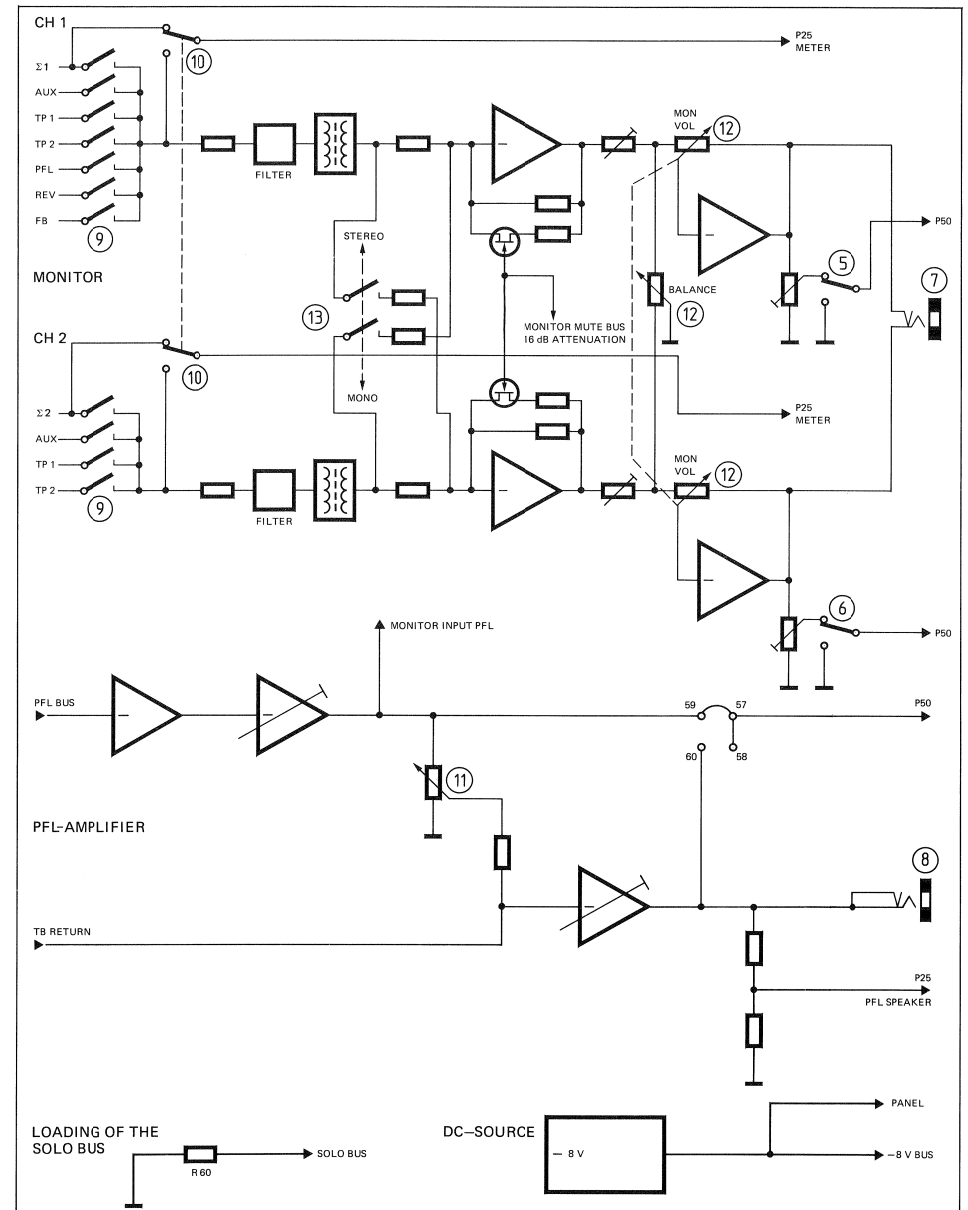 CH 1
P25
METER
10
Σ1
AUX
TP 1
TP 2
PFL
REV
FB
9
FILTER
MON
VOL
12
P50
STEREO
MONITOR
13
5
7
BALANCE
12
MONITOR MUTE BUS
16 dB ATTENUATION
CH 2
10
MONO
P25
METER
Σ2
AUX
TP 1
TP 2
9
FILTER
MON
VOL
12
6
P50
MONITOR INPUT PFL
PFL BUS
59
57
P50
60
58
11
PFL-AMPLIFIER
8
TB RETURN
P25
PFL SPEAKER
PANEL
LOADING OF THE
SOLO BUS
SOLO BUS
R 60
DC—SOURCE
— 8 V
—8 V BUS